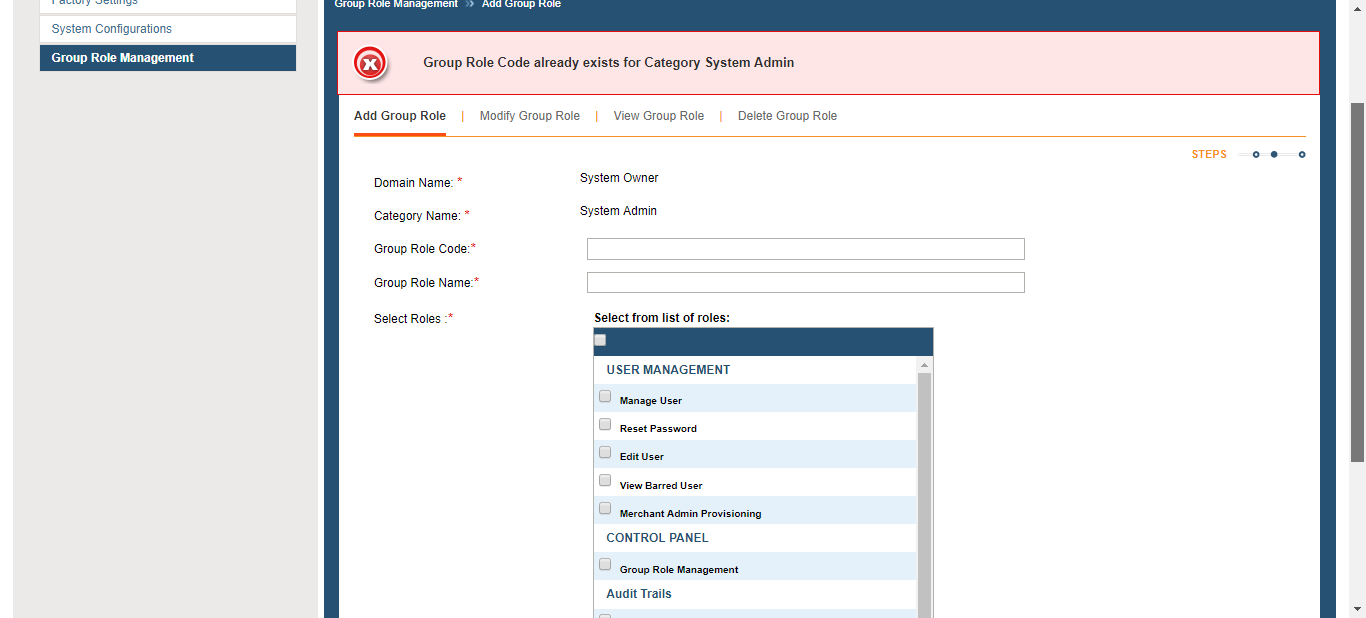 Factory Settings
System Configurations
Group Role Management
Group Role Management » Add Group Role
Group Role Code already exists for Category System Admin
Add Group Role | Modify Group Role | View Group Role | Delete Group Role
STEPS
Domain Name: * System Owner
Category Name: * System Admin
Group Role Code:*
Group Role Name:*
Select Roles :* Select from list of roles:
USER MANAGEMENT
Manage User
Reset Password
Edit User
View Barred User
Merchant Admin Provisioning
CONTROL PANEL
Group Role Management
Audit Trails